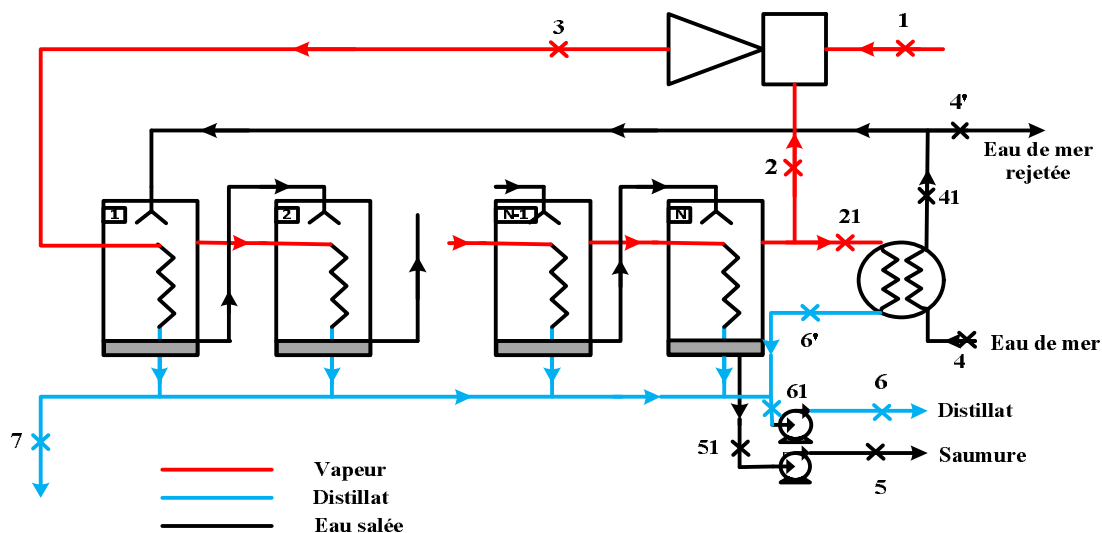 3
1
4'
Eau de mer
rejetée
2
41
1
2
N-1
N
21
6'
4
Eau de mer
6
61
Distillat
7
51
Saumure
5
Vapeur
Distillat
Eau salée